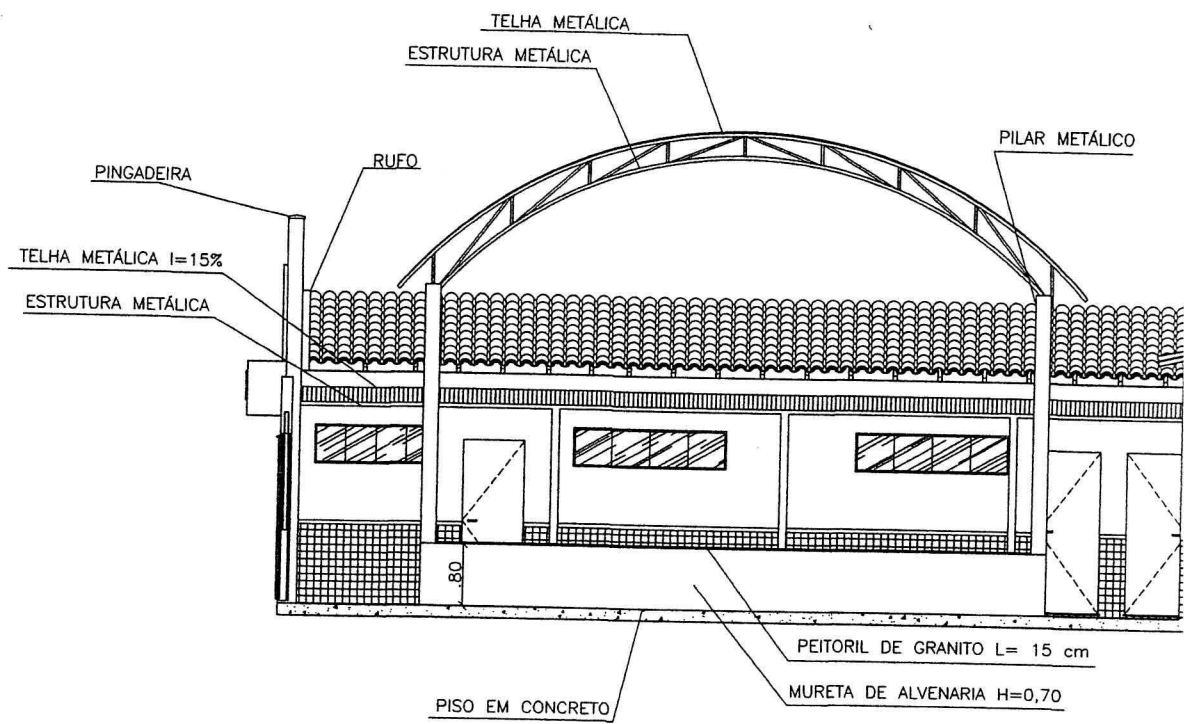 TELHA METÁLICA
ESTRUTURA METÁLICA
PILAR METÁLICO
RUFO
PINGADEIRA
TELHA METÁLICA I=15%
ESTRUTURA METÁLICA
.80
PEITORIL DE GRANITO L= 15 cm
MURETA DE ALVENARIA H=0,70
PISO EM CONCRETO